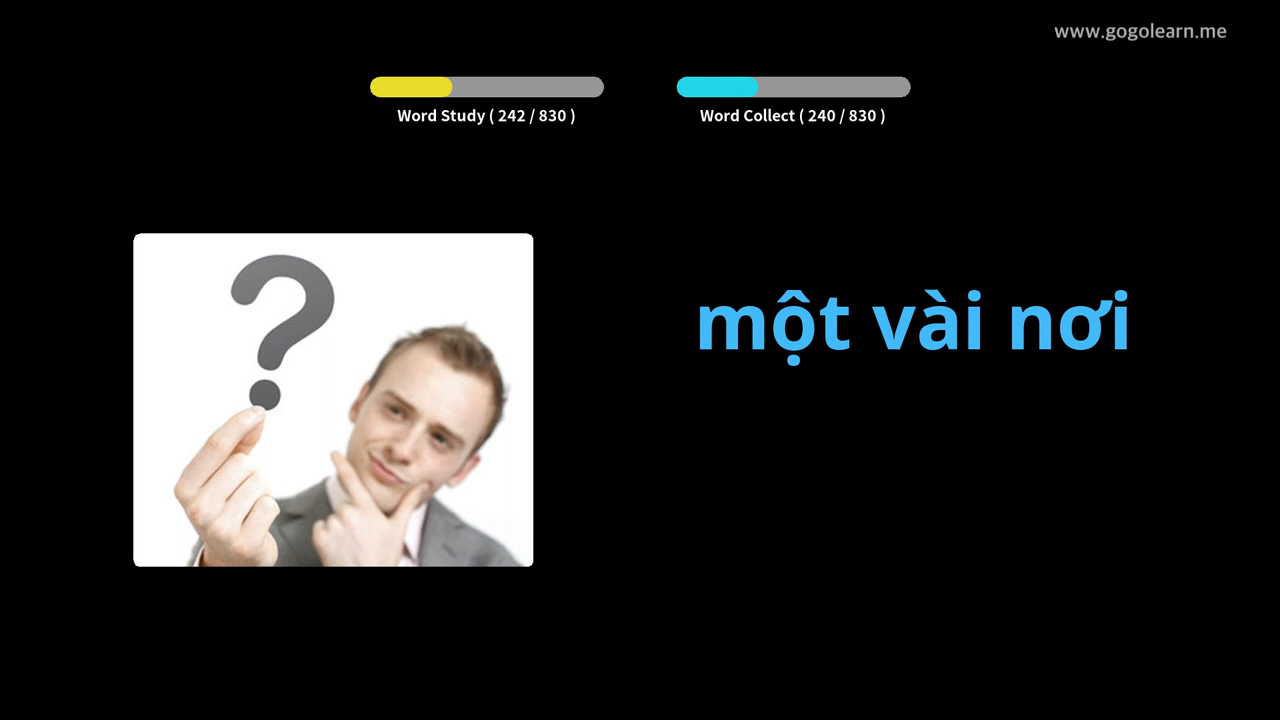 www.gogolearn.me
Word Study ( 242 / 830 )
Word Collect ( 240 / 830 )
?
một vài nơi